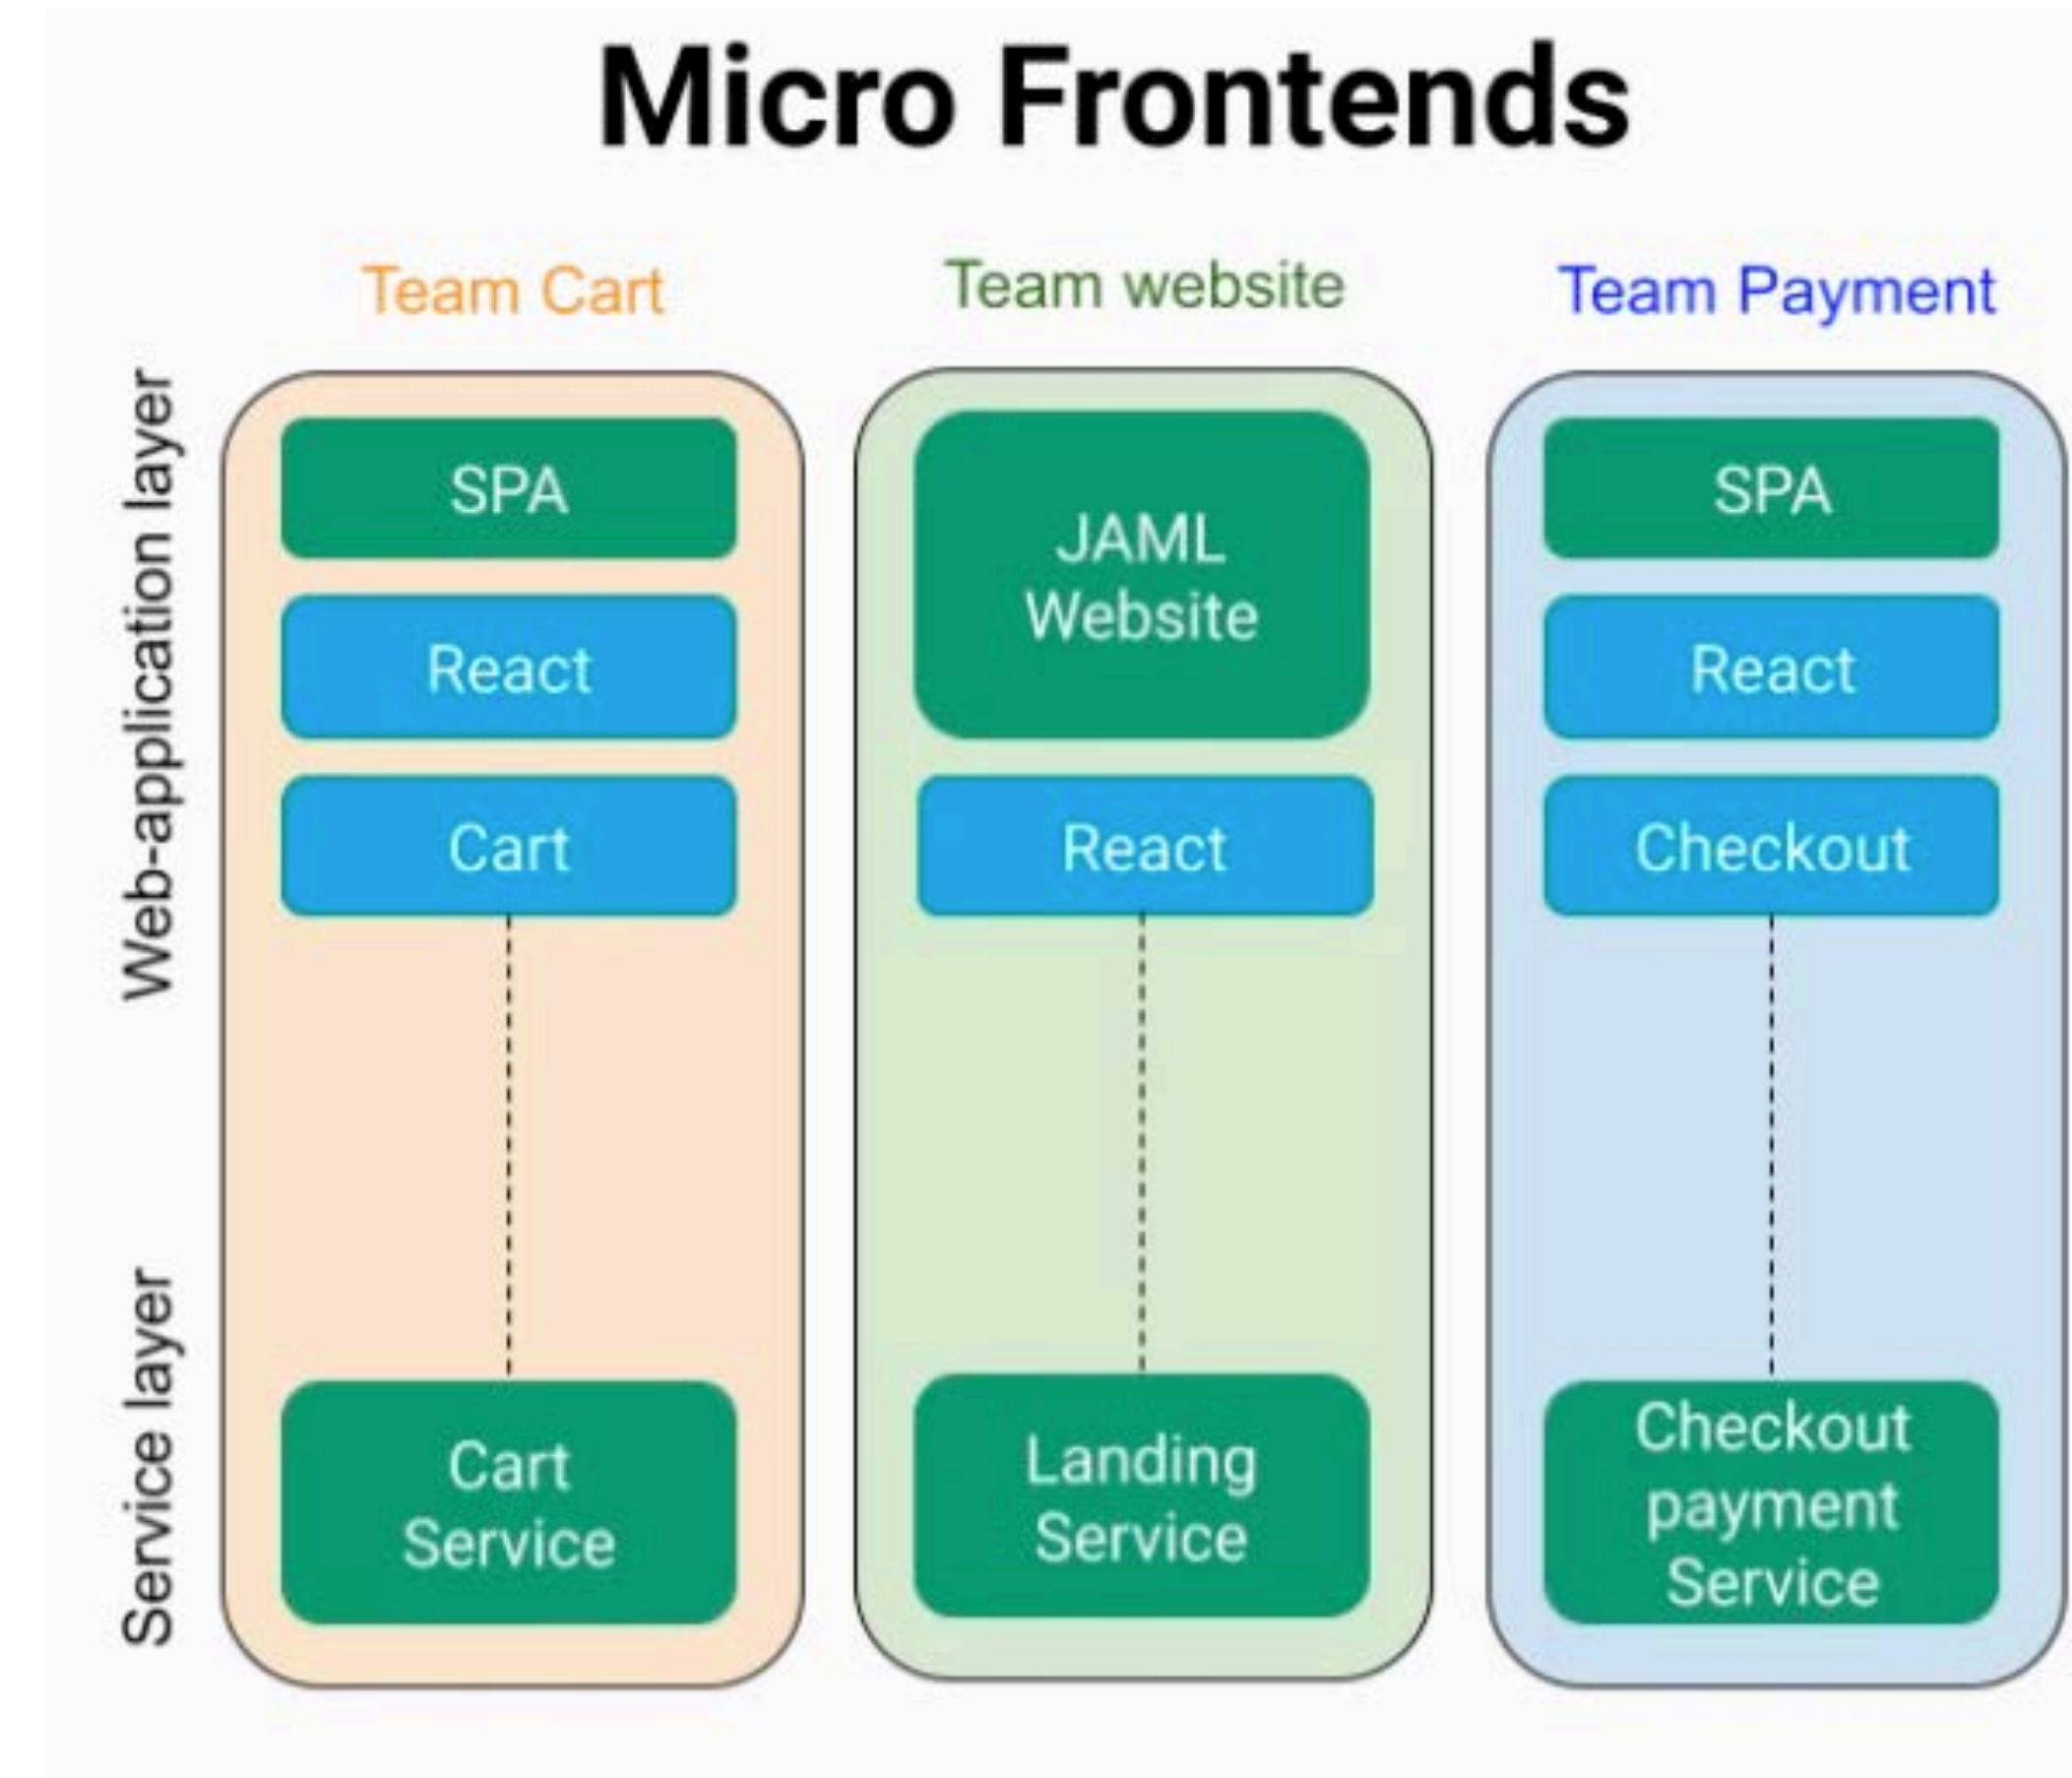 Micro Frontends
Team Cart
Team website
Team Payment
Web-application layer
SPA
React
Cart
JAML
Website
React
SPA
React
Checkout
Service layer
Cart
Service
Landing
Service
Checkout
payment
Service